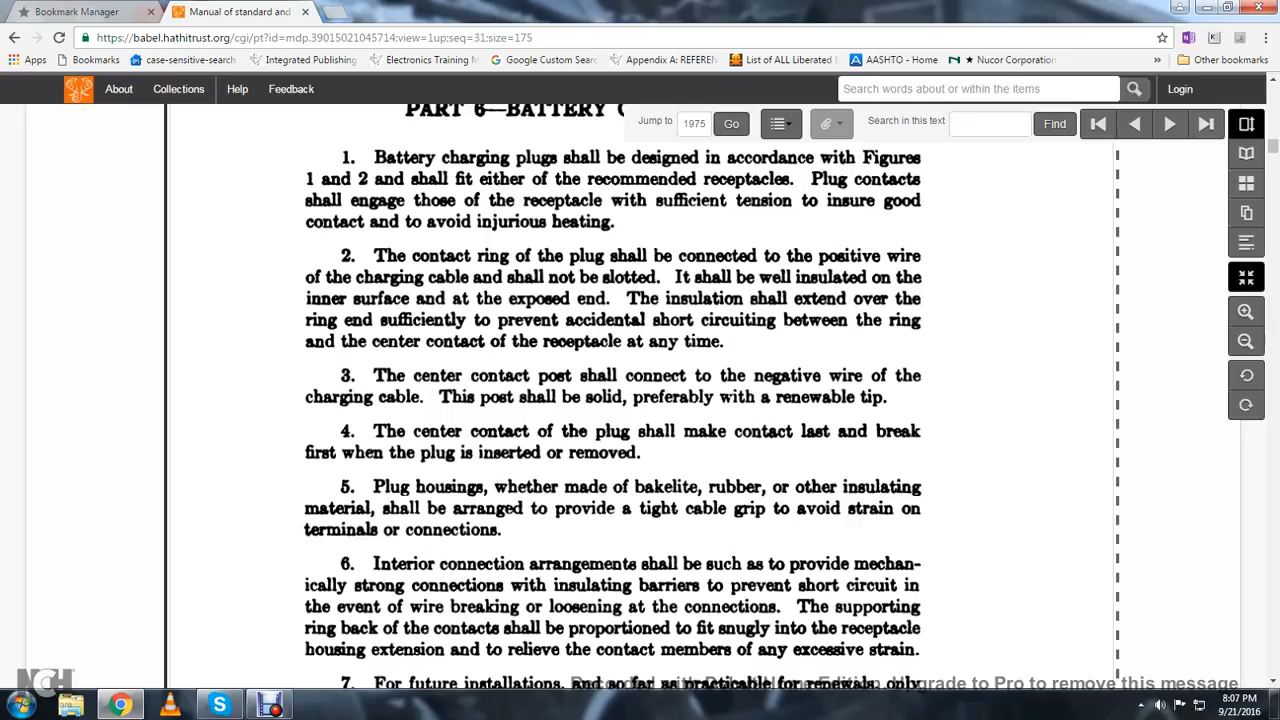 Bookmark Manager
Manual of standard and
https://babel.hathitrust.org/cgi/pt?id=mdp.39015021045714;view=1up;seq=31;size=175
Apps
Bookmarks
case-sensitive search
Integrated Publishing
Electronics Training M
Google Custom Sear
Appendix A: REFEREN
List of ALL Liberated
AASHTO - Home
Nucor Corporation
»
Other bookmarks
About
Collections
Help
Feedback
Search words about or within the items
Login
PART 6—BATTERY
Jump to
1975
Go
Search in this text
Find
1. Battery charging plugs shall be designed in accordance with Figures
1 and 2 and shall fit either of the recommended receptacles. Plug contacts
shall engage those of the receptacle with sufficient tension to insure good
contact and to avoid injurious heating.
2. The contact ring of the plug shall be connected to the positive wire
of the charging cable and shall not be slotted. It shall be well insulated on the
inner surface and at the exposed end. The insulation shall extend over the
ring end sufficiently to prevent accidental short circuiting between the ring
and the center contact of the receptacle at any time.
3. The center contact post shall connect to the negative wire of the
charging cable. This post shall be solid, preferably with a renewable tip.
4. The center contact of the plug shall make contact last and break
first when the plug is inserted or removed.
5. Plug housings, whether made of bakelite, rubber, or other insulating
material, shall be arranged to provide a tight cable grip to avoid strain on
terminals or connections.
6. Interior connection arrangements shall be such as to provide mechan-
ically strong connections with insulating barriers to prevent short circuit in
the event of wire breaking or loosening at the connections. The supporting
ring back of the contacts shall be proportioned to fit snugly into the receptacle
housing extension and to relieve the contact members of any excessive strain.
7. For future installations, and so far as practicable for renewals, only
Upgrade to Pro to remove this message
NCH
8:07 PM
9/21/2016